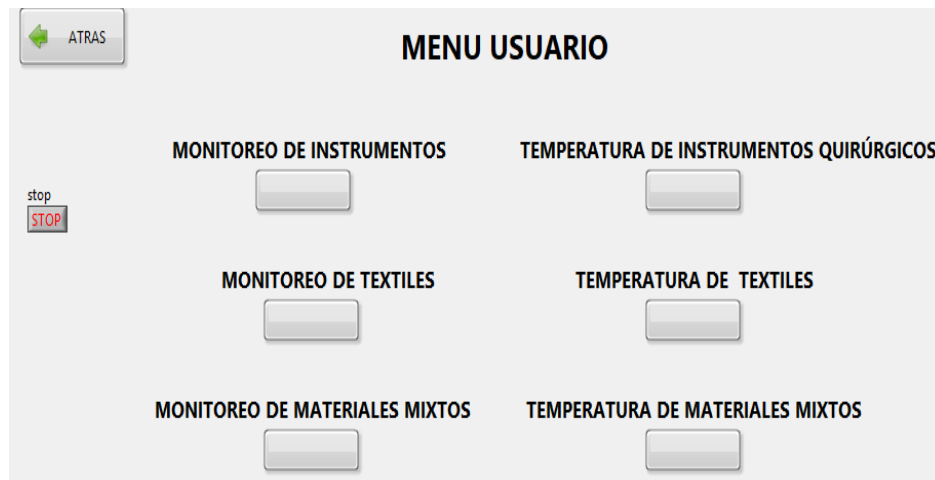 ATRAS
MENU USUARIO
MONITOREO DE INSTRUMENTOS
TEMPERATURA DE INSTRUMENTOS QUIRÚRGICOS
stop
STOP
MONITOREO DE TEXTILES
TEMPERATURA DE TEXTILES
MONITOREO DE MATERIALES MIXTOS
TEMPERATURA DE MATERIALES MIXTOS